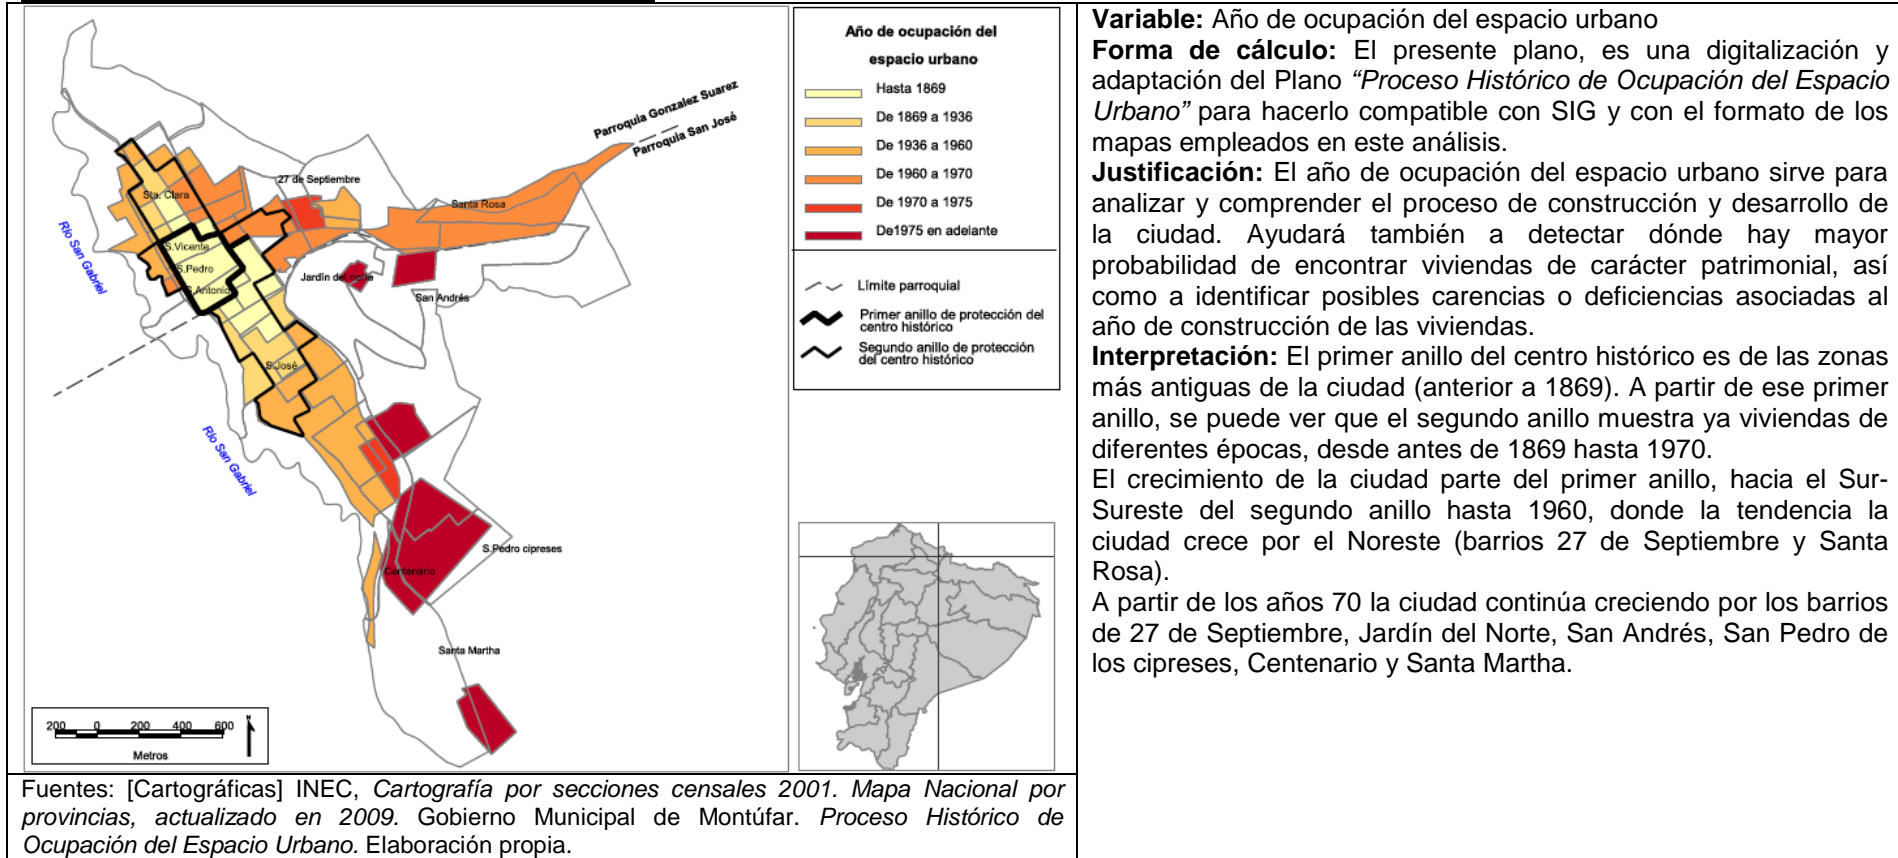 Año de ocupación del
espacio urbano
Hasta 1869
De 1869 a 1936
De 1936 a 1960
De 1960 a 1970
De 1970 a 1975
De1975 en adelante
Límite parroquial
Primer anillo de protección del
centro histórico
Segundo anillo de protección
del centro histórico
Parroquia Gonzalez Suarez
Parroquia San José
27 de Septiembre
Sta. Clara
Santa Rosa
Río San Gabriel
S.Vicente
S.Pedro
S.Antonio
Jardín del norte
San Andrés
S.José
Río San Gabriel
S.Pedro cipreses
Centenario
Santa Martha
200 0 200 400 600
N
Metros
Fuentes: [Cartográficas] INEC, Cartografía por secciones censales 2001. Mapa Nacional por
provincias, actualizado en 2009. Gobierno Municipal de Montúfar. Proceso Histórico de
Ocupación del Espacio Urbano. Elaboración propia.
Variable: Año de ocupación del espacio urbano
Forma de cálculo: El presente plano, es una digitalización y
adaptación del Plano “Proceso Histórico de Ocupación del Espacio
Urbano” para hacerlo compatible con SIG y con el formato de los
mapas empleados en este análisis.
Justificación: El año de ocupación del espacio urbano sirve para
analizar y comprender el proceso de construcción y desarrollo de
la ciudad. Ayudará también a detectar dónde hay mayor
probabilidad de encontrar viviendas de carácter patrimonial, así
como a identificar posibles carencias o deficiencias asociadas al
año de construcción de las viviendas.
Interpretación: El primer anillo del centro histórico es de las zonas
más antiguas de la ciudad (anterior a 1869). A partir de ese primer
anillo, se puede ver que el segundo anillo muestra ya viviendas de
diferentes épocas, desde antes de 1869 hasta 1970.
El crecimiento de la ciudad parte del primer anillo, hacia el Sur-
Sureste del segundo anillo hasta 1960, donde la tendencia la
ciudad crece por el Noreste (barrios 27 de Septiembre y Santa
Rosa).
A partir de los años 70 la ciudad continúa creciendo por los barrios
de 27 de Septiembre, Jardín del Norte, San Andrés, San Pedro de
los cipreses, Centenario y Santa Martha.